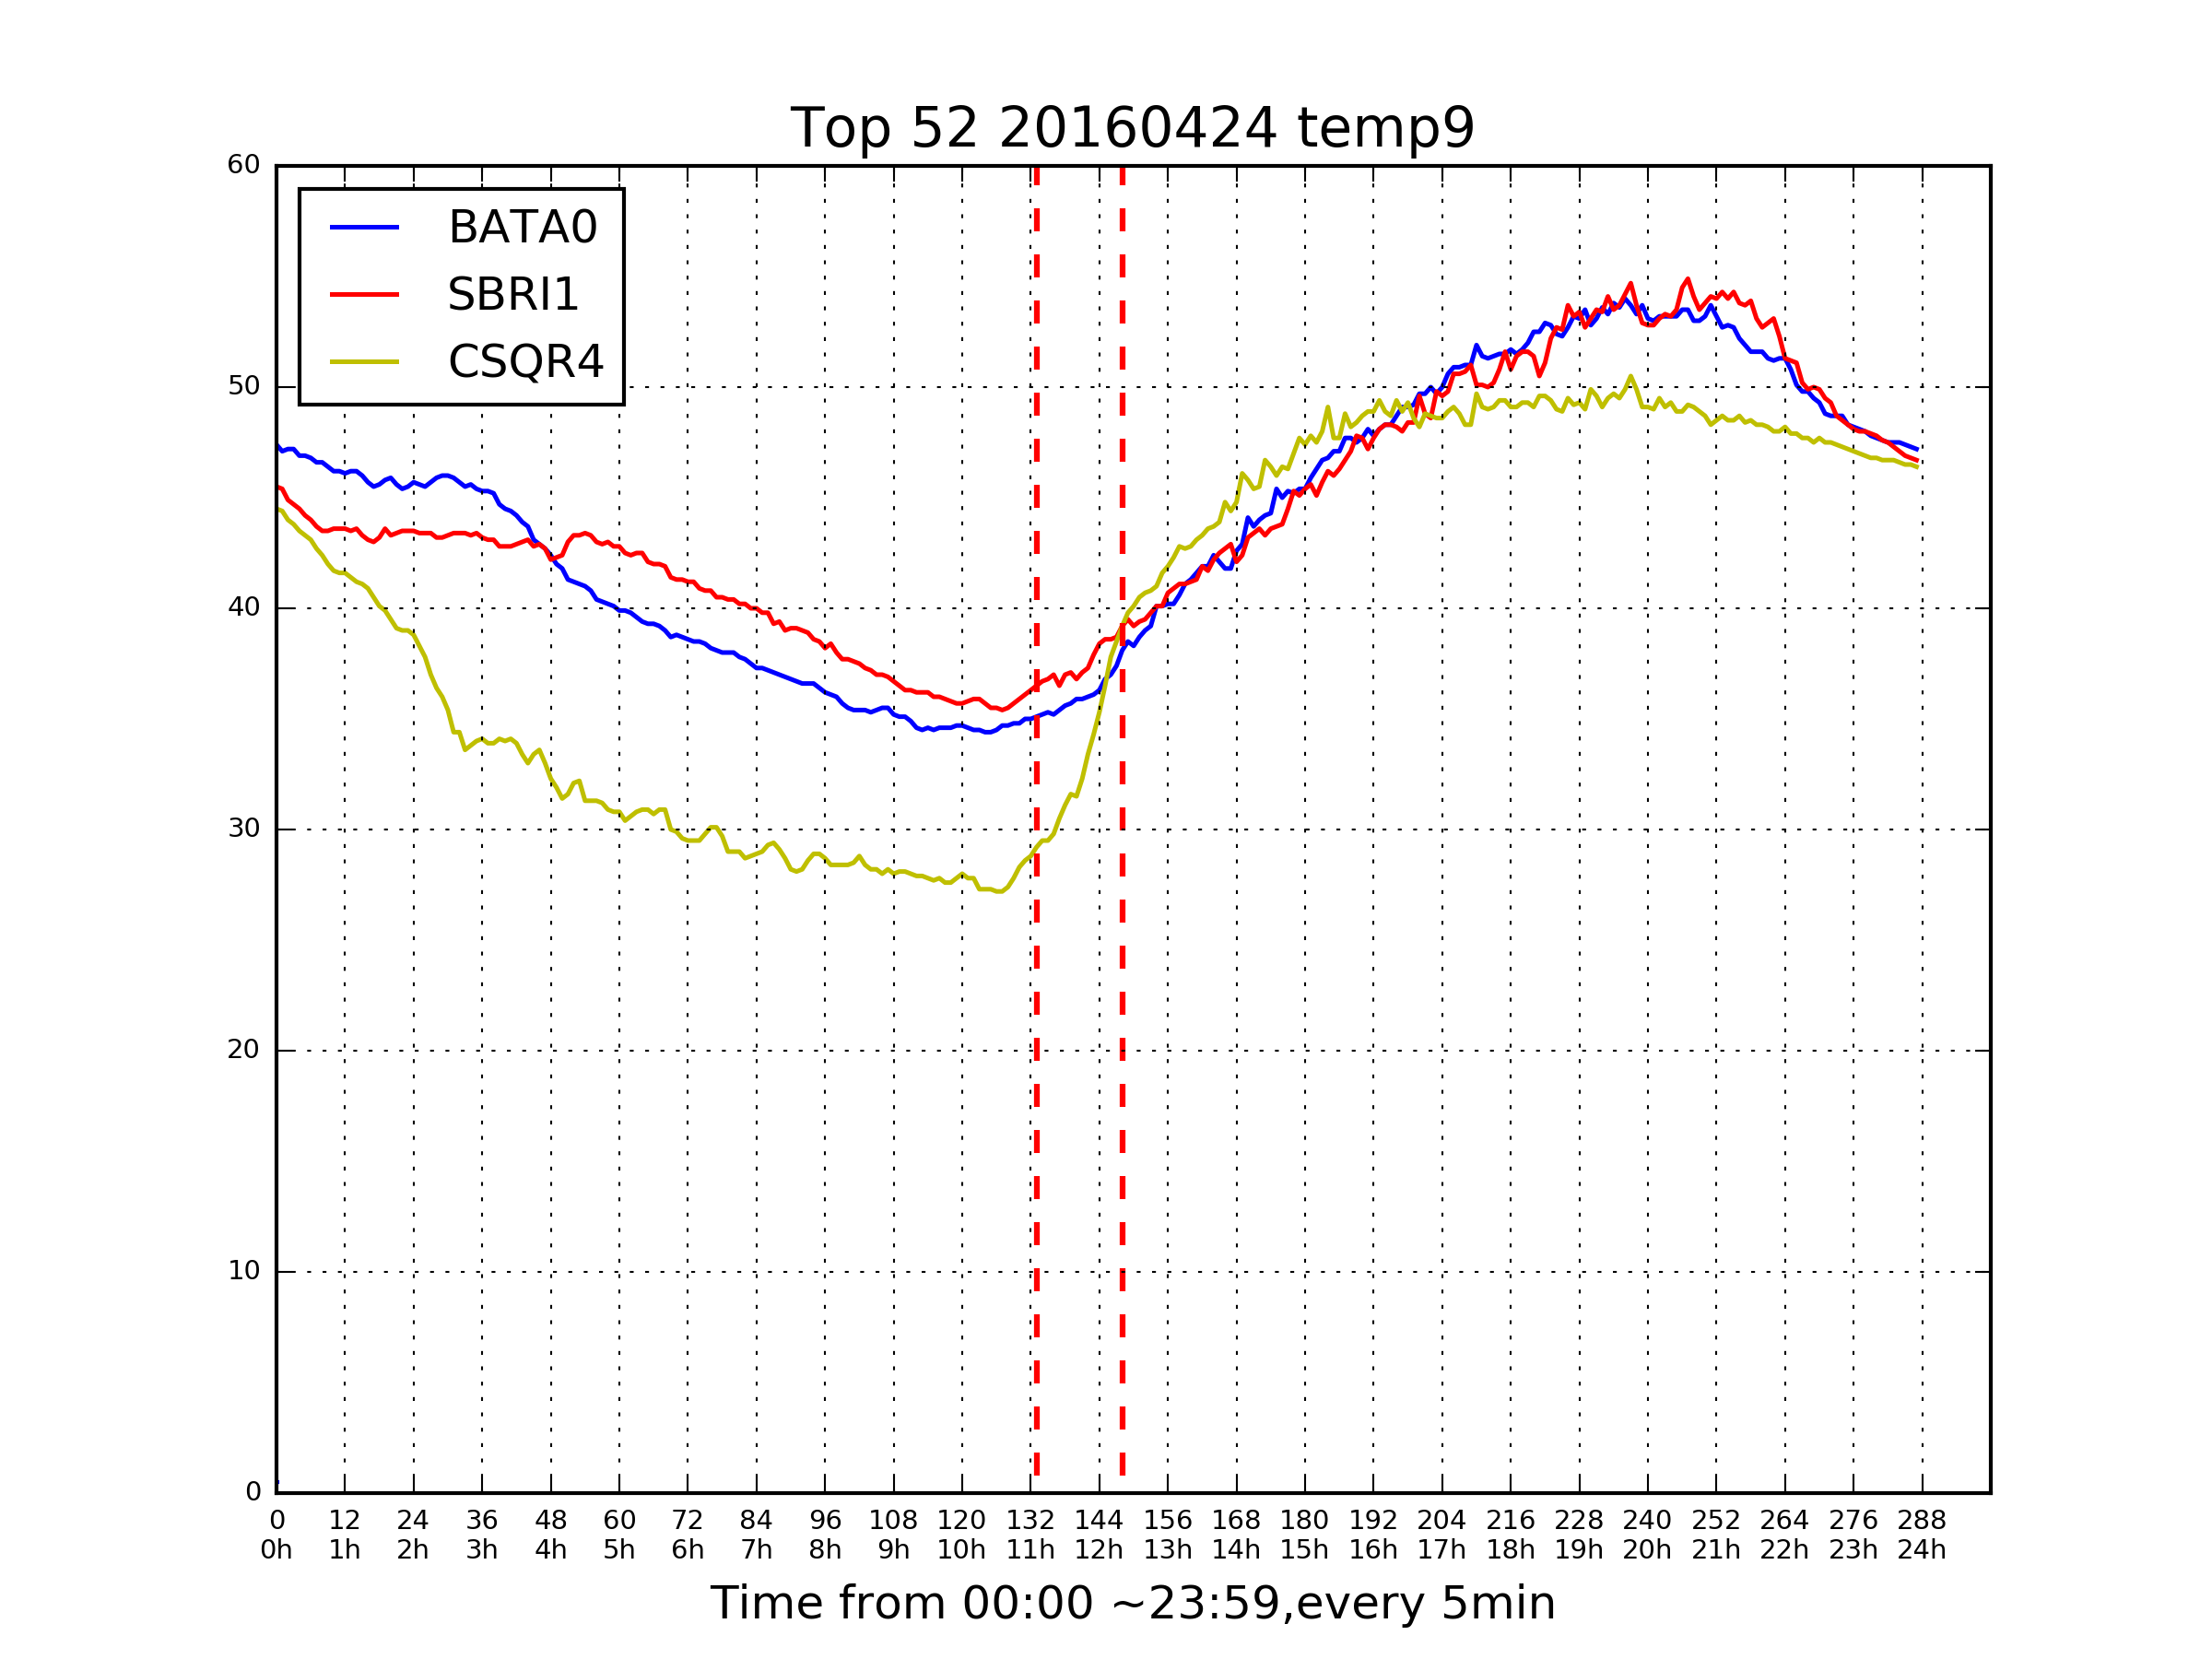 Top 52 20160424 temp9
60
50
40
30
20
10
0
BATA0
SBRI1
CSQR4
0 12 24 36 48 60 72 84 96 108 120 132 144 156 168 180 192 204 216 228 240 252 264 276 288
0h 1h 2h 3h 4h 5h 6h 7h 8h 9h 10h 11h 12h 13h 14h 15h 16h 17h 18h 19h 20h 21h 22h 23h 24h
Time from 00:00 ~23:59,every 5min